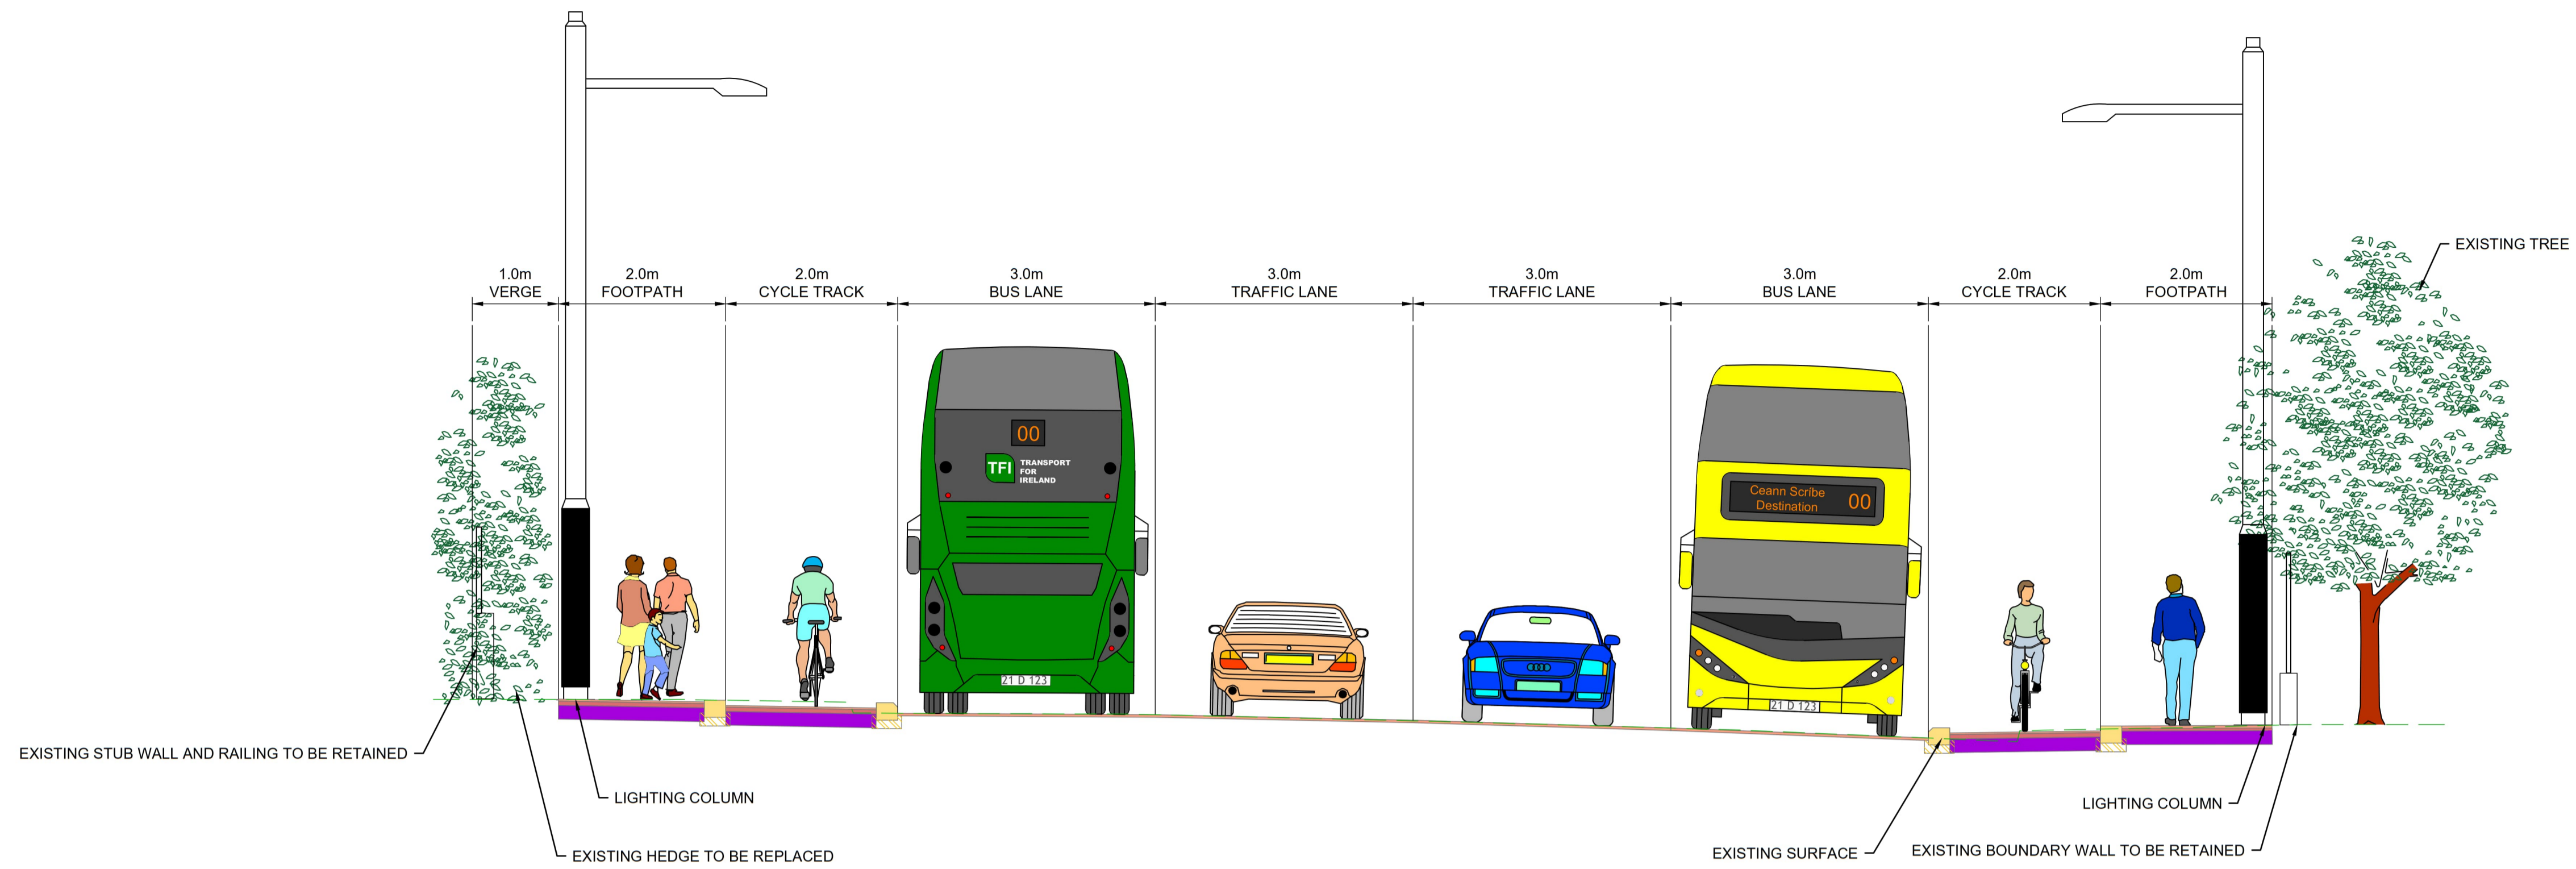 EXISTING TREE
1.0m
VERGE
2.0m
FOOTPATH
2.0m
CYCLE TRACK
3.0m
BUS LANE
3.0m
TRAFFIC LANE
3.0m
TRAFFIC LANE
3.0m
BUS LANE
2.0m
CYCLE TRACK
2.0m
FOOTPATH
00
TFI
TRANSPORT
FOR
IRELAND
21 D 123
Ceann Scríbe
Destination
00
21 D 123
EXISTING STUB WALL AND RAILING TO BE RETAINED
LIGHTING COLUMN
EXISTING HEDGE TO BE REPLACED
LIGHTING COLUMN
EXISTING SURFACE
EXISTING BOUNDARY WALL TO BE RETAINED